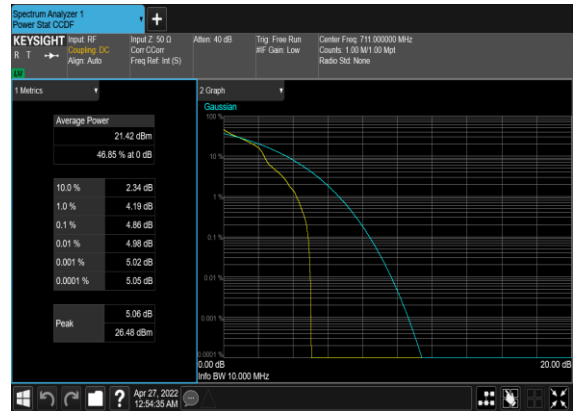 Spectrum Analyzer 1
Power Stat CCDF
KEYSIGHT
R T
LW
Input: RF
Coupling: DC
Align: Auto
Input Z: 50 Ω
Corr CCorr
Freq Ref: Int (S)
Atten: 40 dB
Trig: Free Run
#IF Gain: Low
Center Freq: 711.000000 MHz
Counts: 1.00 M/1.00 Mpt
Radio Std: None
1 Metrics
Average Power
21.42 dBm
46.85 % at 0 dB
10.0 % 2.34 dB
1.0 % 4.19 dB
0.1 % 4.86 dB
0.01 % 4.98 dB
0.001 % 5.02 dB
0.0001 % 5.05 dB
Peak
5.06 dB
26.48 dBm
2 Graph
Gaussian
100 %
10 %
1 %
0.1 %
0.01 %
0.001 %
0.0001 %
0.00 dB
20.00 dB
Info BW 10.000 MHz
?
Apr 27, 2022
12:54:35 AM